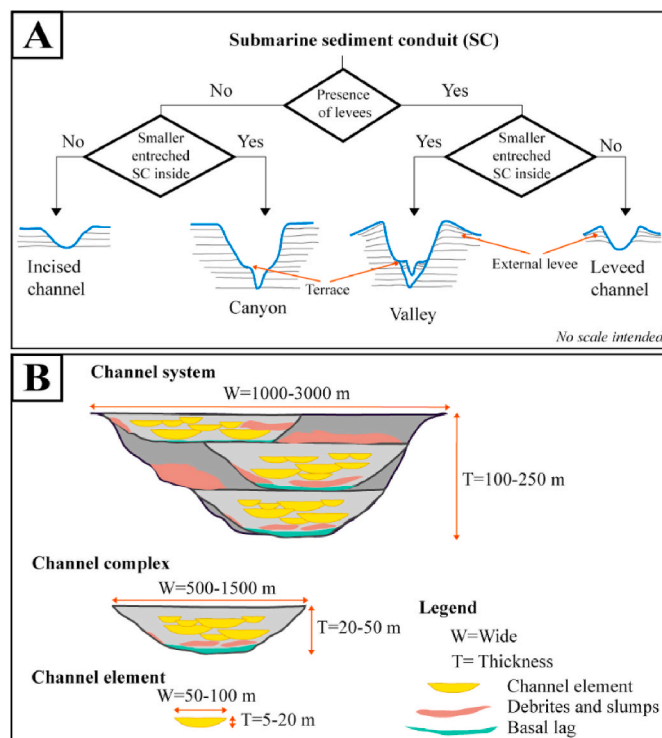 A
Submarine sediment conduit (SC)
No
Presence
of levees
Yes
No
Smaller
entreched
SC inside
Yes
Yes
Smaller
entreched
SC inside
No
Incised
channel
Terrace
Canyon
Valley
External levee
Leveed
channel
No scale intended
B
Channel system
W=1000-3000 m
T=100-250 m
Channel complex
W=500-1500 m
T=20-50 m
Channel element
W=50-100 m
T=5-20 m
Legend
W=Wide
T= Thickness
Channel element
Debrites and slumps
Basal lag